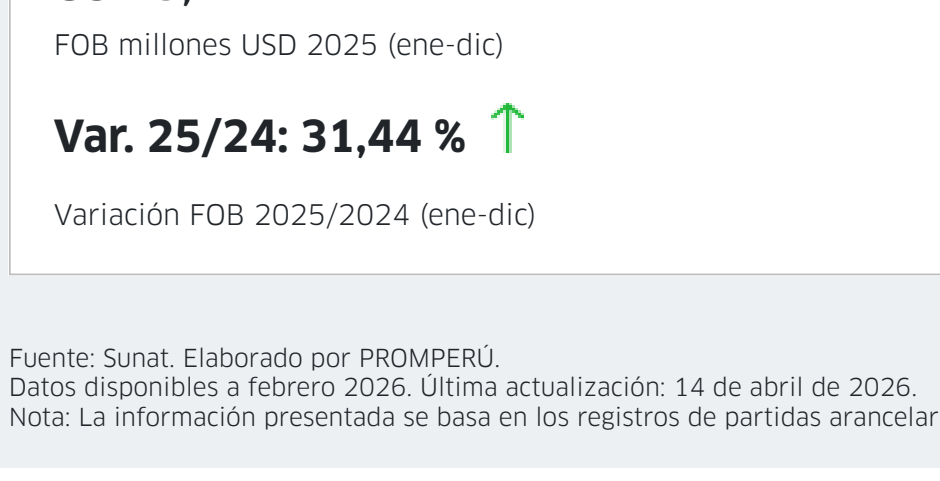 FOB millones USD 2025 (ene-dic)
Var. 25/24: 31,44 %
Variación FOB 2025/2024 (ene-dic)
Fuente: Sunat. Elaborado por PROMPERÚ.
Datos disponibles a febrero 2026. Última actualización: 14 de abril de 2026.
Nota: La información presentada se basa en los registros de partidas arancelar